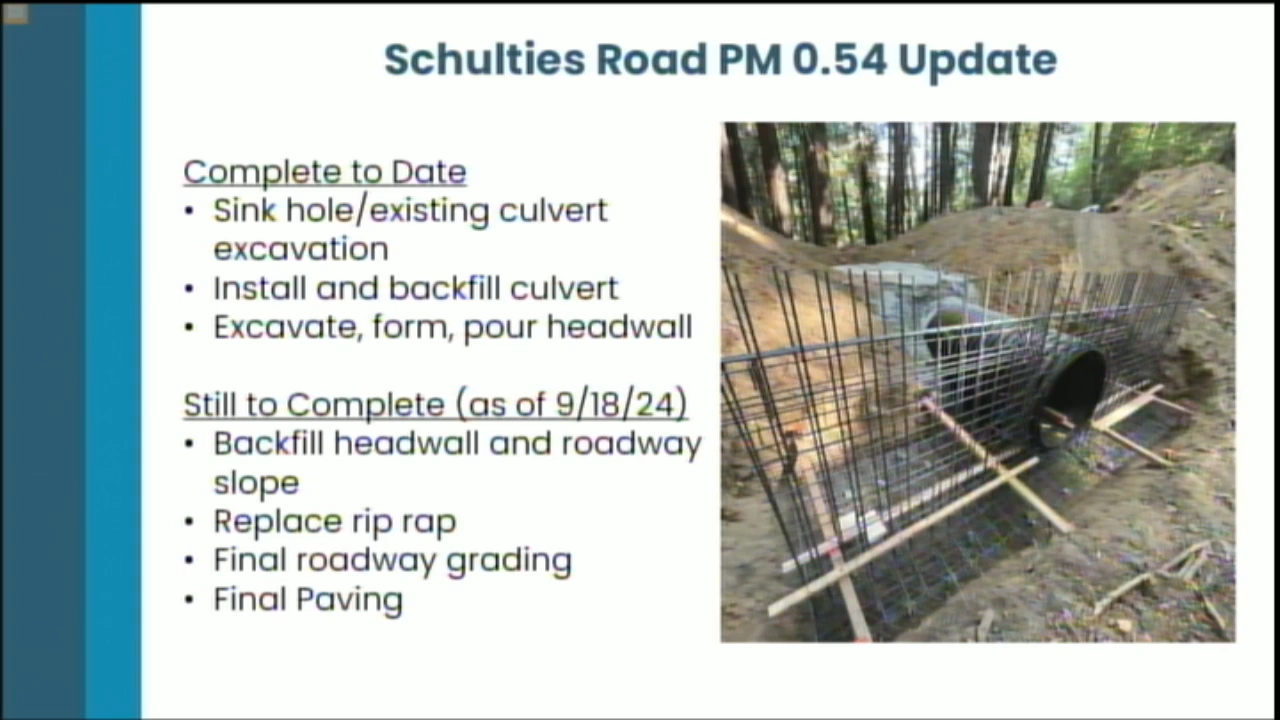 Schulties Road PM 0.54 Update
Complete to Date
• Sink hole/existing culvert
excavation
• Install and backfill culvert
• Excavate, form, pour headwall
Still to Complete (as of 9/18/24)
• Backfill headwall and roadway
slope
• Replace rip rap
• Final roadway grading
• Final Paving